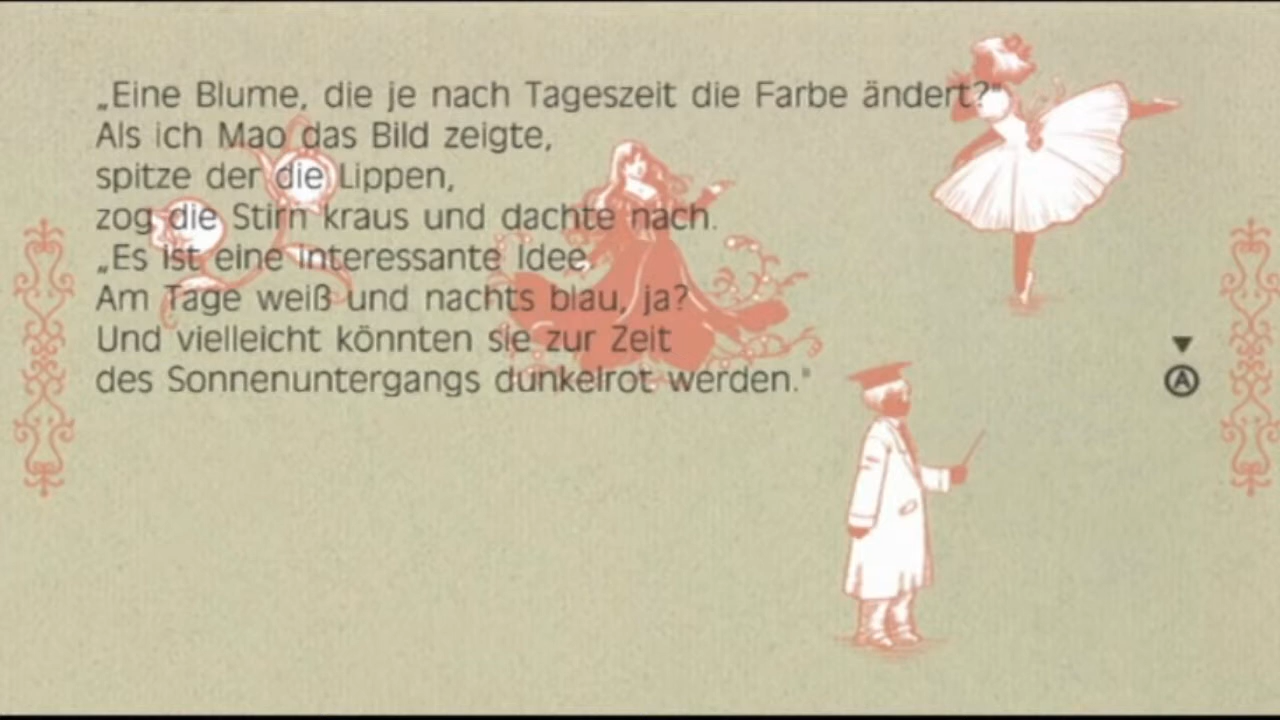 „Eine Blume, die je nach Tageszeit die Farbe ändert?"
Als ich Mao das Bild zeigte,
spitze der die Lippen,
zog die Stirn kraus und dachte nach.
„Es ist eine interessante Idee.
Am Tage weiß und nachts blau, ja?
Und vielleicht könnten sie zur Zeit
des Sonnenuntergangs dunkelrot werden."
A